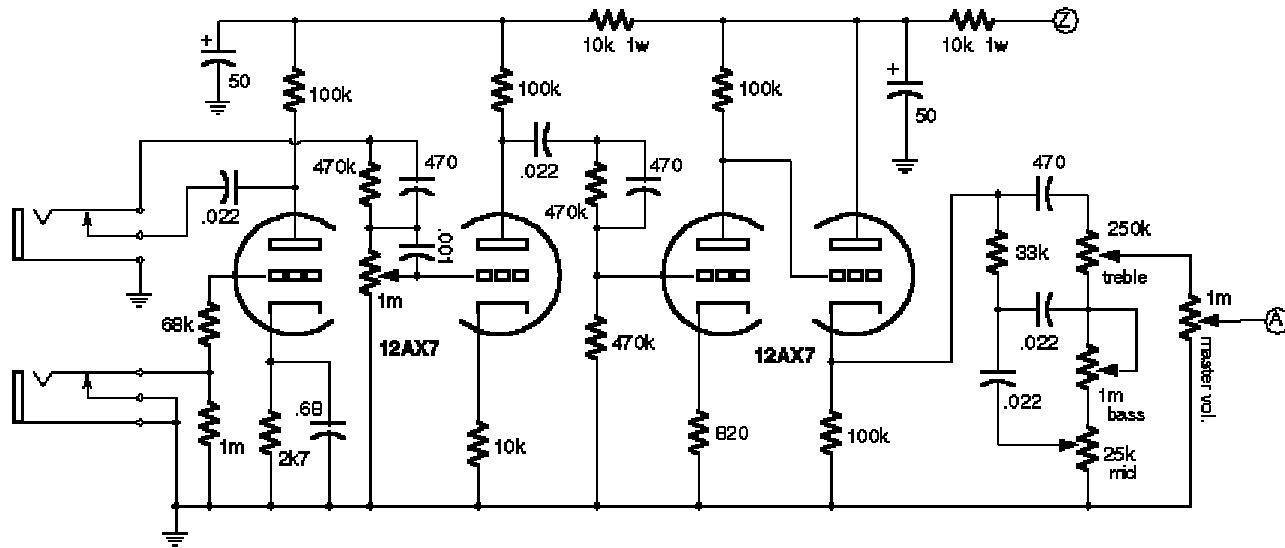 10k 1w
Z
10k 1w
+
50
100k
100k
100k
+
50
470k
470
.022
470
470
.022
470k
.001
250k
33k
treble
1m
1m
68k
12AX7
470k
12AX7
.022
master vol.
A
.022
1m
bass
.68
1m
2k7
10k
820
100k
25k
mid